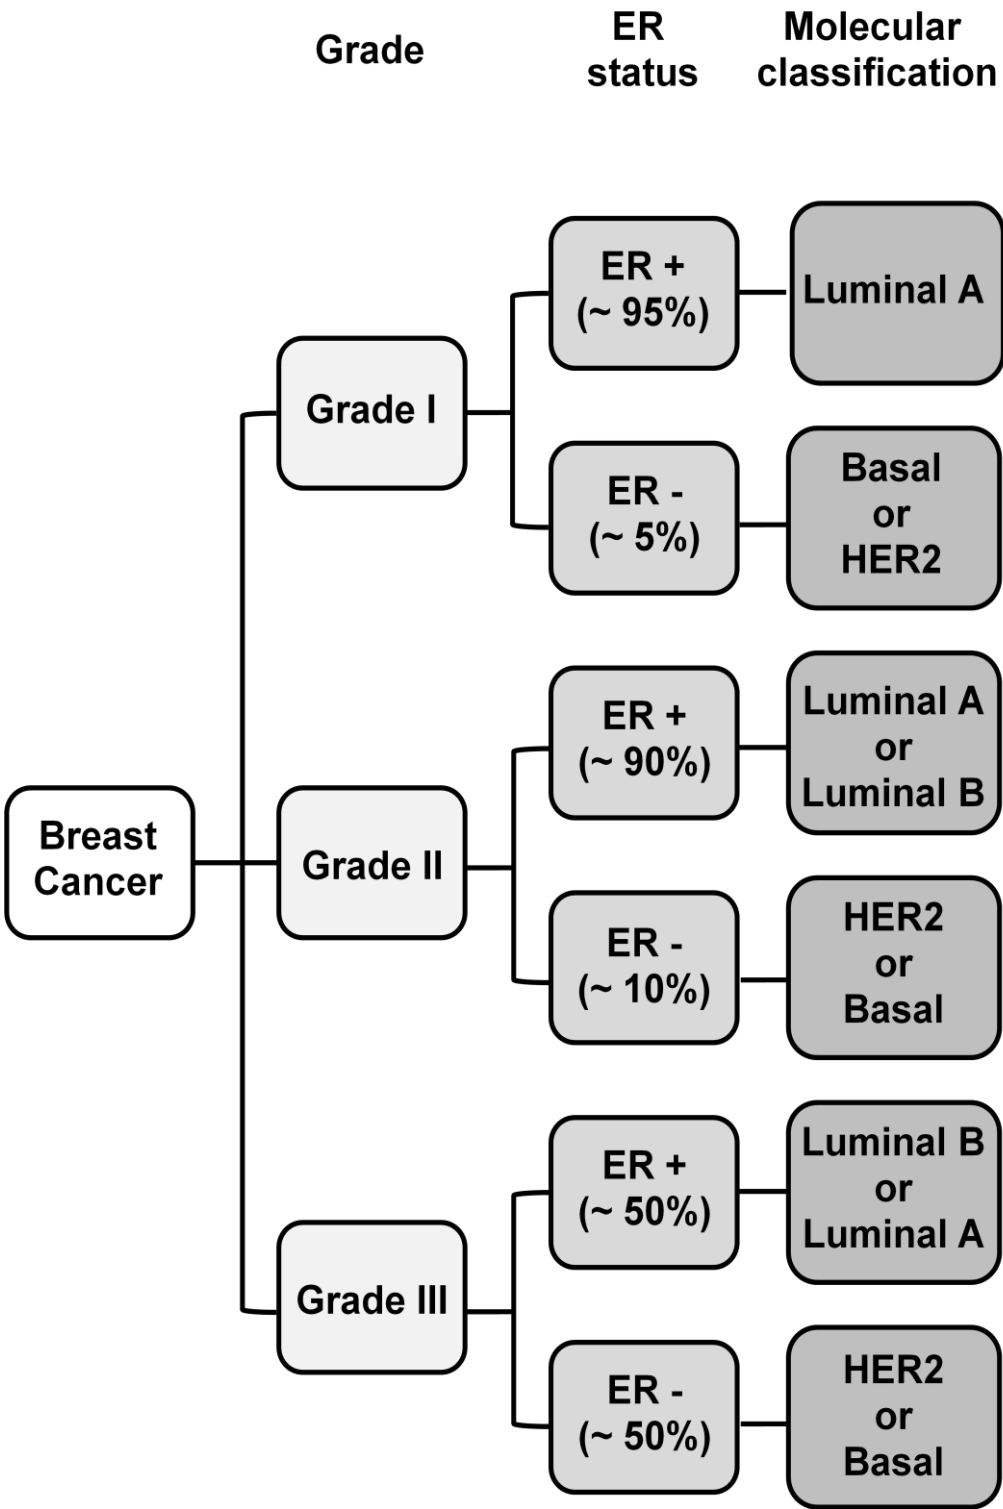 Grade
ER
status
Molecular
classification
Breast
Cancer
Grade I
ER +
(~ 95%)
Luminal A
ER -
(~ 5%)
Basal
or
HER2
Grade II
ER +
(~ 90%)
Luminal A
or
Luminal B
ER -
(~ 10%)
HER2
or
Basal
Grade III
ER +
(~ 50%)
Luminal B
or
Luminal A
ER -
(~ 50%)
HER2
or
Basal